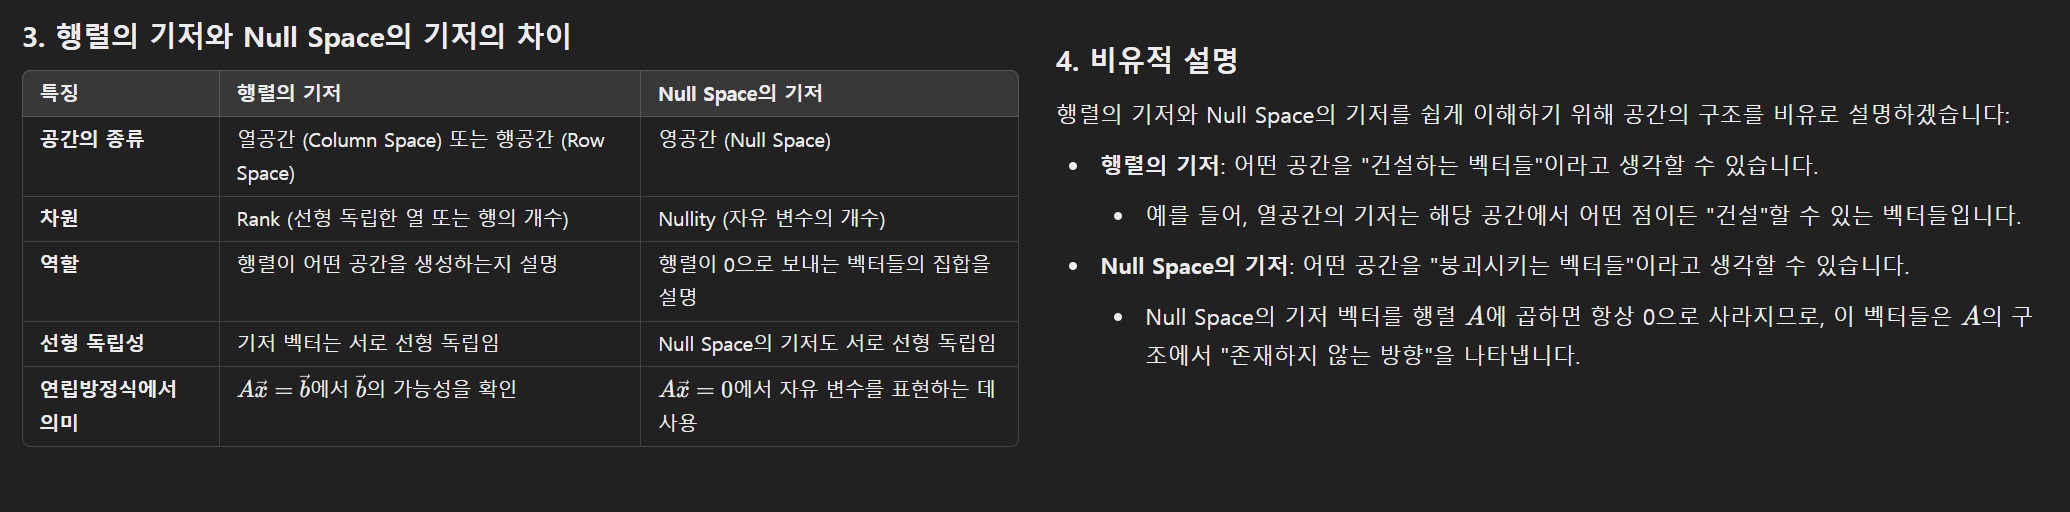 3. 행렬의 기저와 Null Space의 기저의 차이
특징 행렬의 기저 Null Space의 기저
공간의 종류 열공간 (Column Space) 또는 행공간 (Row Space) 영공간 (Null Space)
차원 Rank (선형 독립한 열 또는 행의 개수) Nullity (자유 변수의 개수)
역할 행렬이 어떤 공간을 생성하는지 설명 행렬이 0으로 보내는 벡터들의 집합을 설명
선형 독립성 기저 벡터는 서로 선형 독립임 Null Space의 기저도 서로 선형 독립임
연립방정식에서 의미 $A\vec{x} = \vec{b}$에서 $\vec{b}$의 가능성을 확인 $A\vec{x} = 0$에서 자유 변수를 표현하는 데 사용
4. 비유적 설명
행렬의 기저와 Null Space의 기저를 쉽게 이해하기 위해 공간의 구조를 비유로 설명하겠습니다:
• 행렬의 기저: 어떤 공간을 "건설하는 벡터들"이라고 생각할 수 있습니다.
• 예를 들어, 열공간의 기저는 해당 공간에서 어떤 점이든 "건설"할 수 있는 벡터들입니다.
• Null Space의 기저: 어떤 공간을 "붕괴시키는 벡터들"이라고 생각할 수 있습니다.
• Null Space의 기저 벡터를 행렬 $A$에 곱하면 항상 0으로 사라지므로, 이 벡터들은 $A$의 구
조에서 "존재하지 않는 방향"을 나타냅니다.